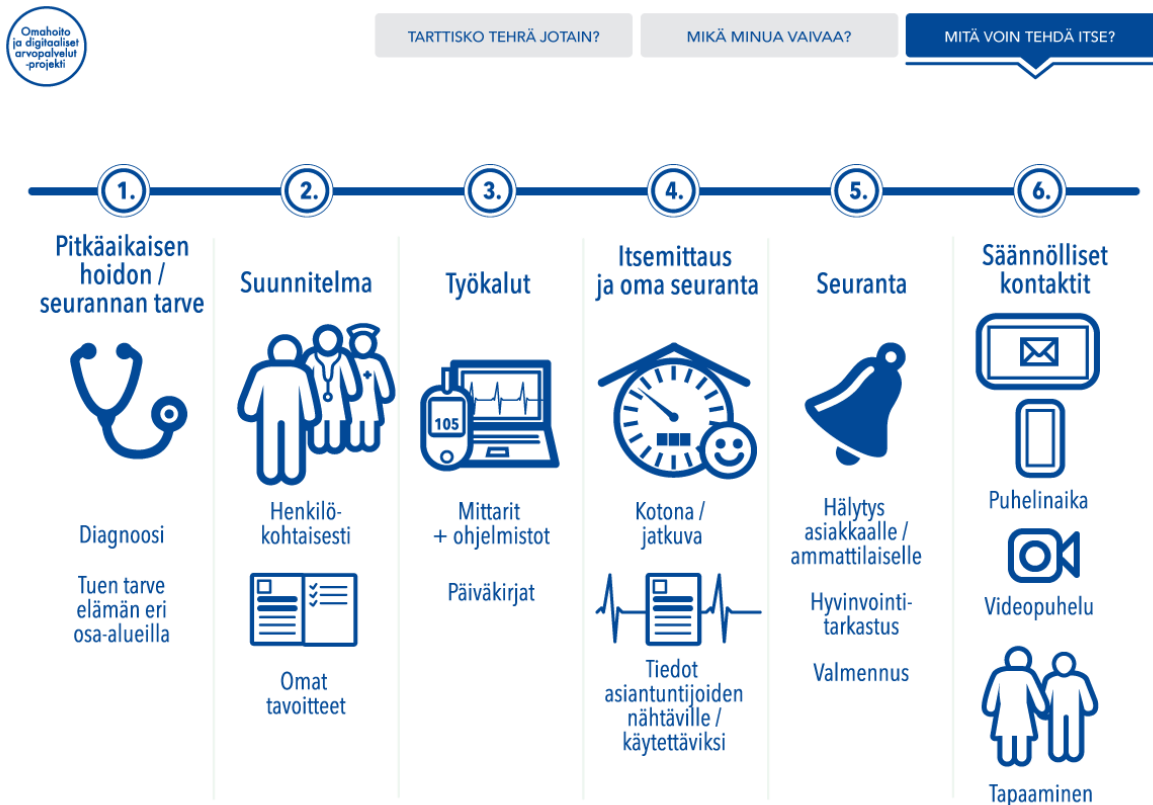 Omahoito
ja digitaaliset
arvopalvelut
-projekti
TARTTISKO TEHRÄ JOTAIN?
MIKÄ MINUA VAIVAA?
MITÄ VOIN TEHDÄ ITSE?
1.
Pitkäaikaisen
hoidon /
seurannan tarve
Diagnoosi
Tuen tarve
elämän eri
osa-alueilla
2.
Suunnitelma
Henkilö-
kohtaisesti
Omat
tavoitteet
3.
Työkalut
105
Mittarit
+ ohjelmistot
Päiväkirjat
4.
Itsemittaus
ja oma seuranta
Kotona /
jatkuva
Tiedot
asiantuntijoiden
nähtäville /
käytettäviksi
5.
Seuranta
Hälytys
asiakkaalle /
ammattilaiselle
Hyvinvointi-
tarkastus
Valmennus
6.
Säännölliset
kontaktit
Puhelinaika
Videopuhelu
Tapaaminen